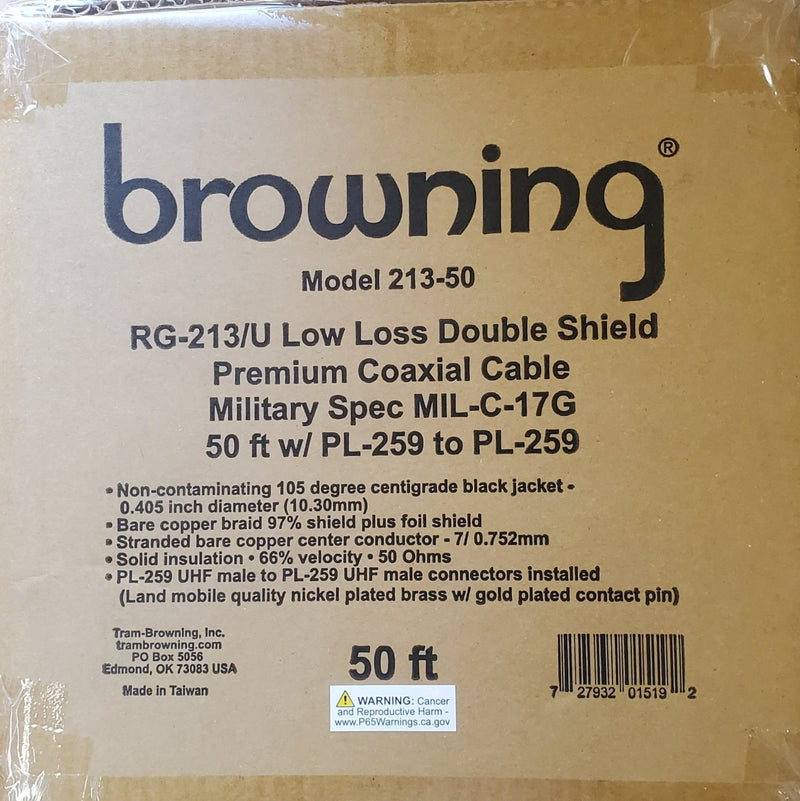 browning®
Model 213-50
RG-213/U Low Loss Double Shield
Premium Coaxial Cable
Military Spec MIL-C-17G
50 ft w/ PL-259 to PL-259
• Non-contaminating 105 degree centigrade black jacket -
0.405 inch diameter (10.30mm)
• Bare copper braid 97% shield plus foil shield
• Stranded bare copper center conductor - 7/ 0.752mm
• Solid insulation • 66% velocity • 50 Ohms
• PL-259 UHF male to PL-259 UHF male connectors installed
(Land mobile quality nickel plated brass w/ gold plated contact pin)
Tram-Browning, Inc.
trambrowning.com
PO Box 5056
Edmond, OK 73083 USA
Made in Taiwan
50 ft
WARNING: Cancer
and Reproductive Harm -
www.P65Warnings.ca.gov
7 27932 01519 2